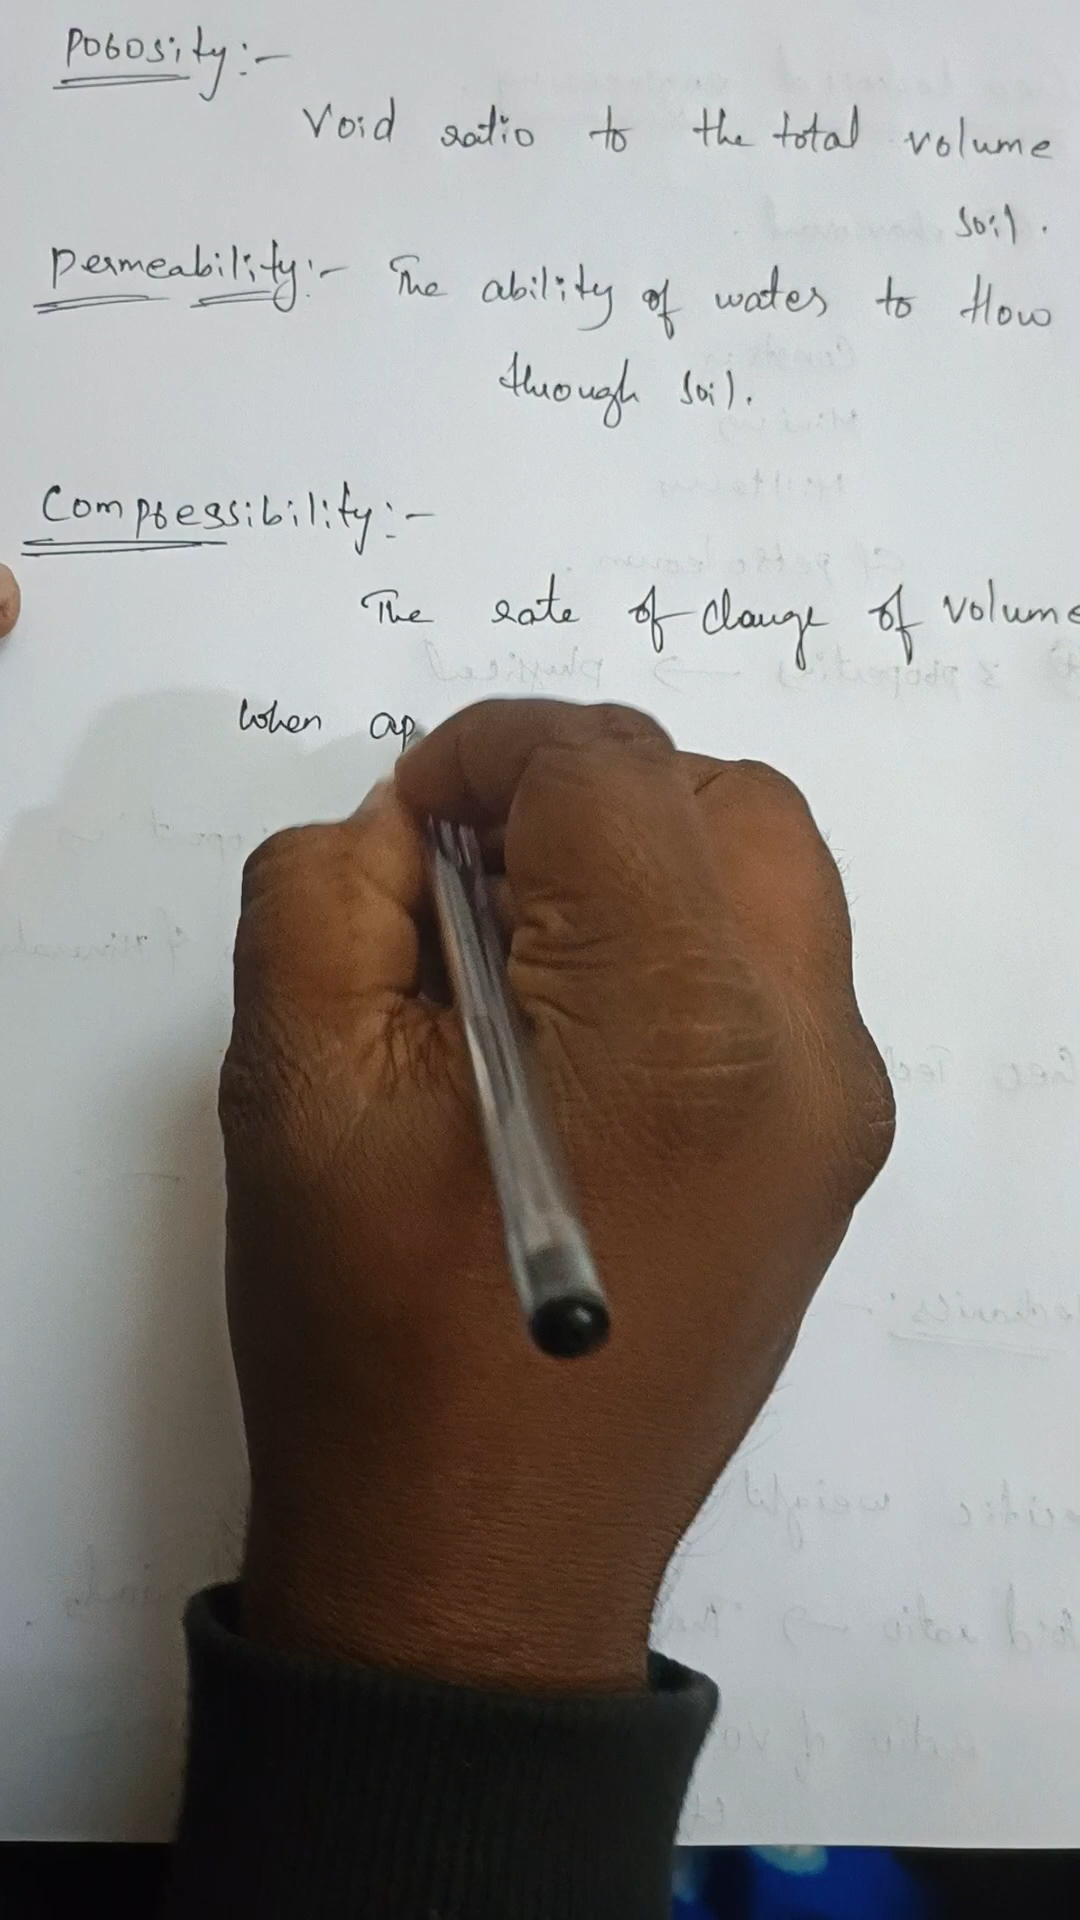 Porosity:-
Void ratio to the total volume
soil.
Permeability:- The ability of water to flow
through soil.
Compressibility:-
The rate of change of volume
When ap